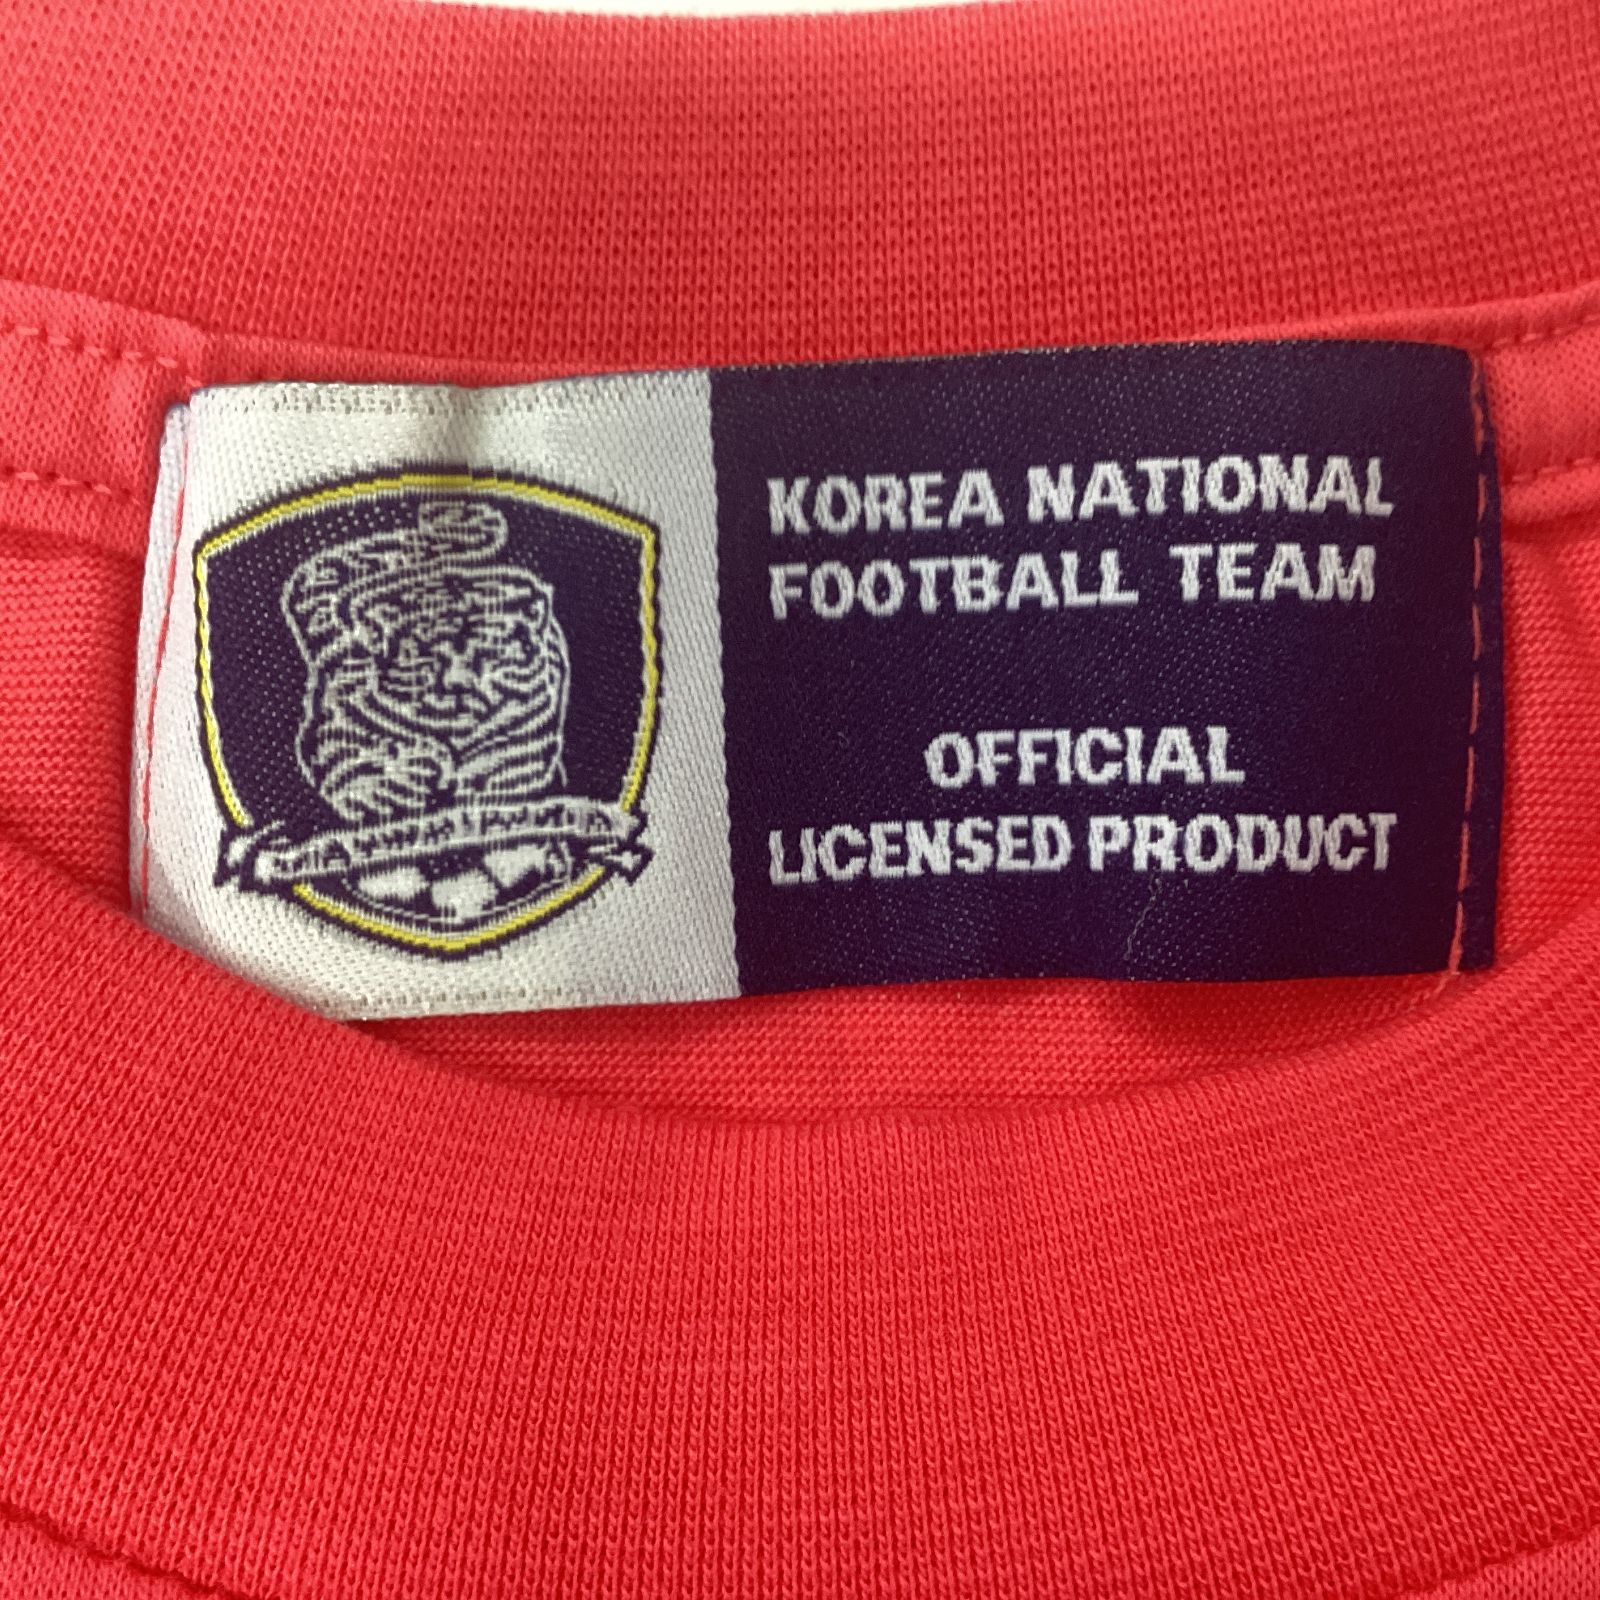 KOREA NATIONAL
FOOTBALL TEAM
OFFICIAL
LICENSED PRODUCT